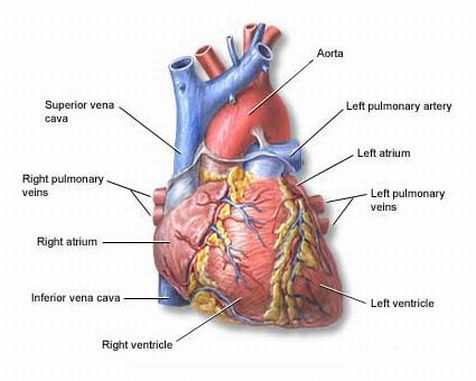 Aorta
Superior vena
cava
Left pulmonary artery
Left atrium
Right pulmonary
veins
Left pulmonary
veins
Right atrium
Inferior vena cava
Left ventricle
Right ventricle